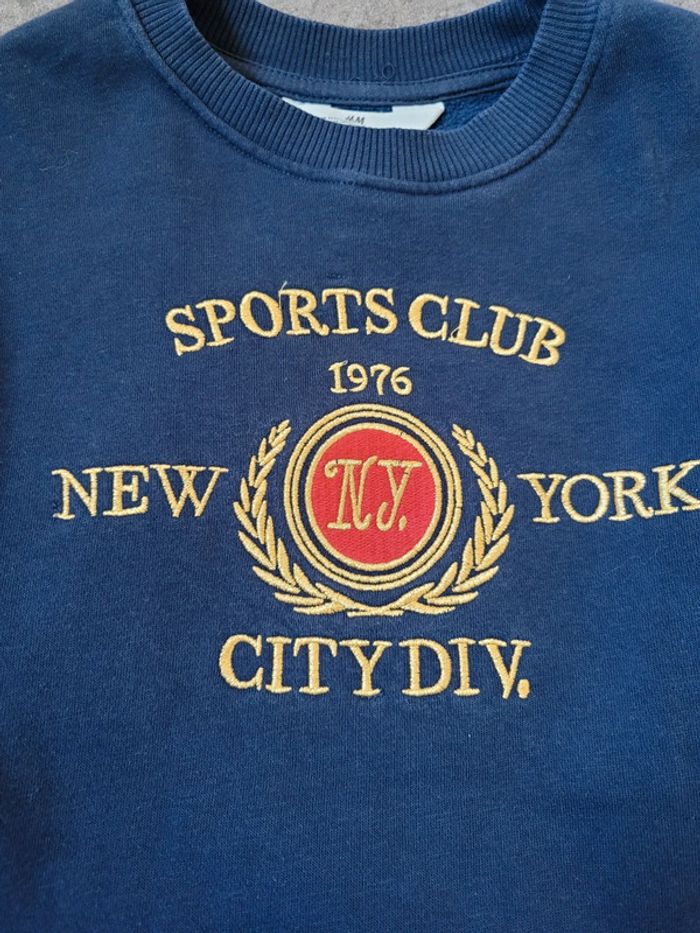 SPORTS CLUB
1976
NEW N.Y. YORK
CITY DIV.